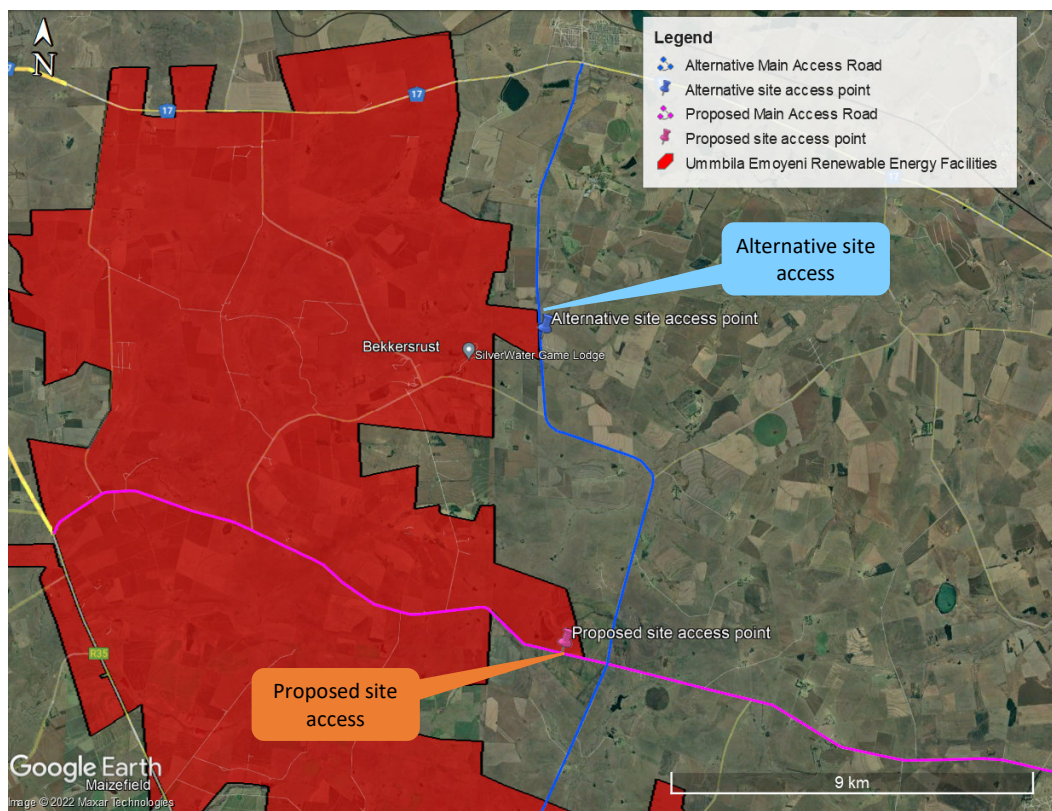 N
Legend
Alternative Main Access Road
Alternative site access point
Proposed Main Access Road
Proposed site access point
Ummbila Emoyeni Renewable Energy Facilities
17
17
17
17
Alternative site
access
Alternative site access point
Bekkersrust
SilverWater Game Lodge
Proposed site access point
R35
Proposed site
access
Google Earth
Maizefield
Image © 2022 Maxar Technologies
9 km